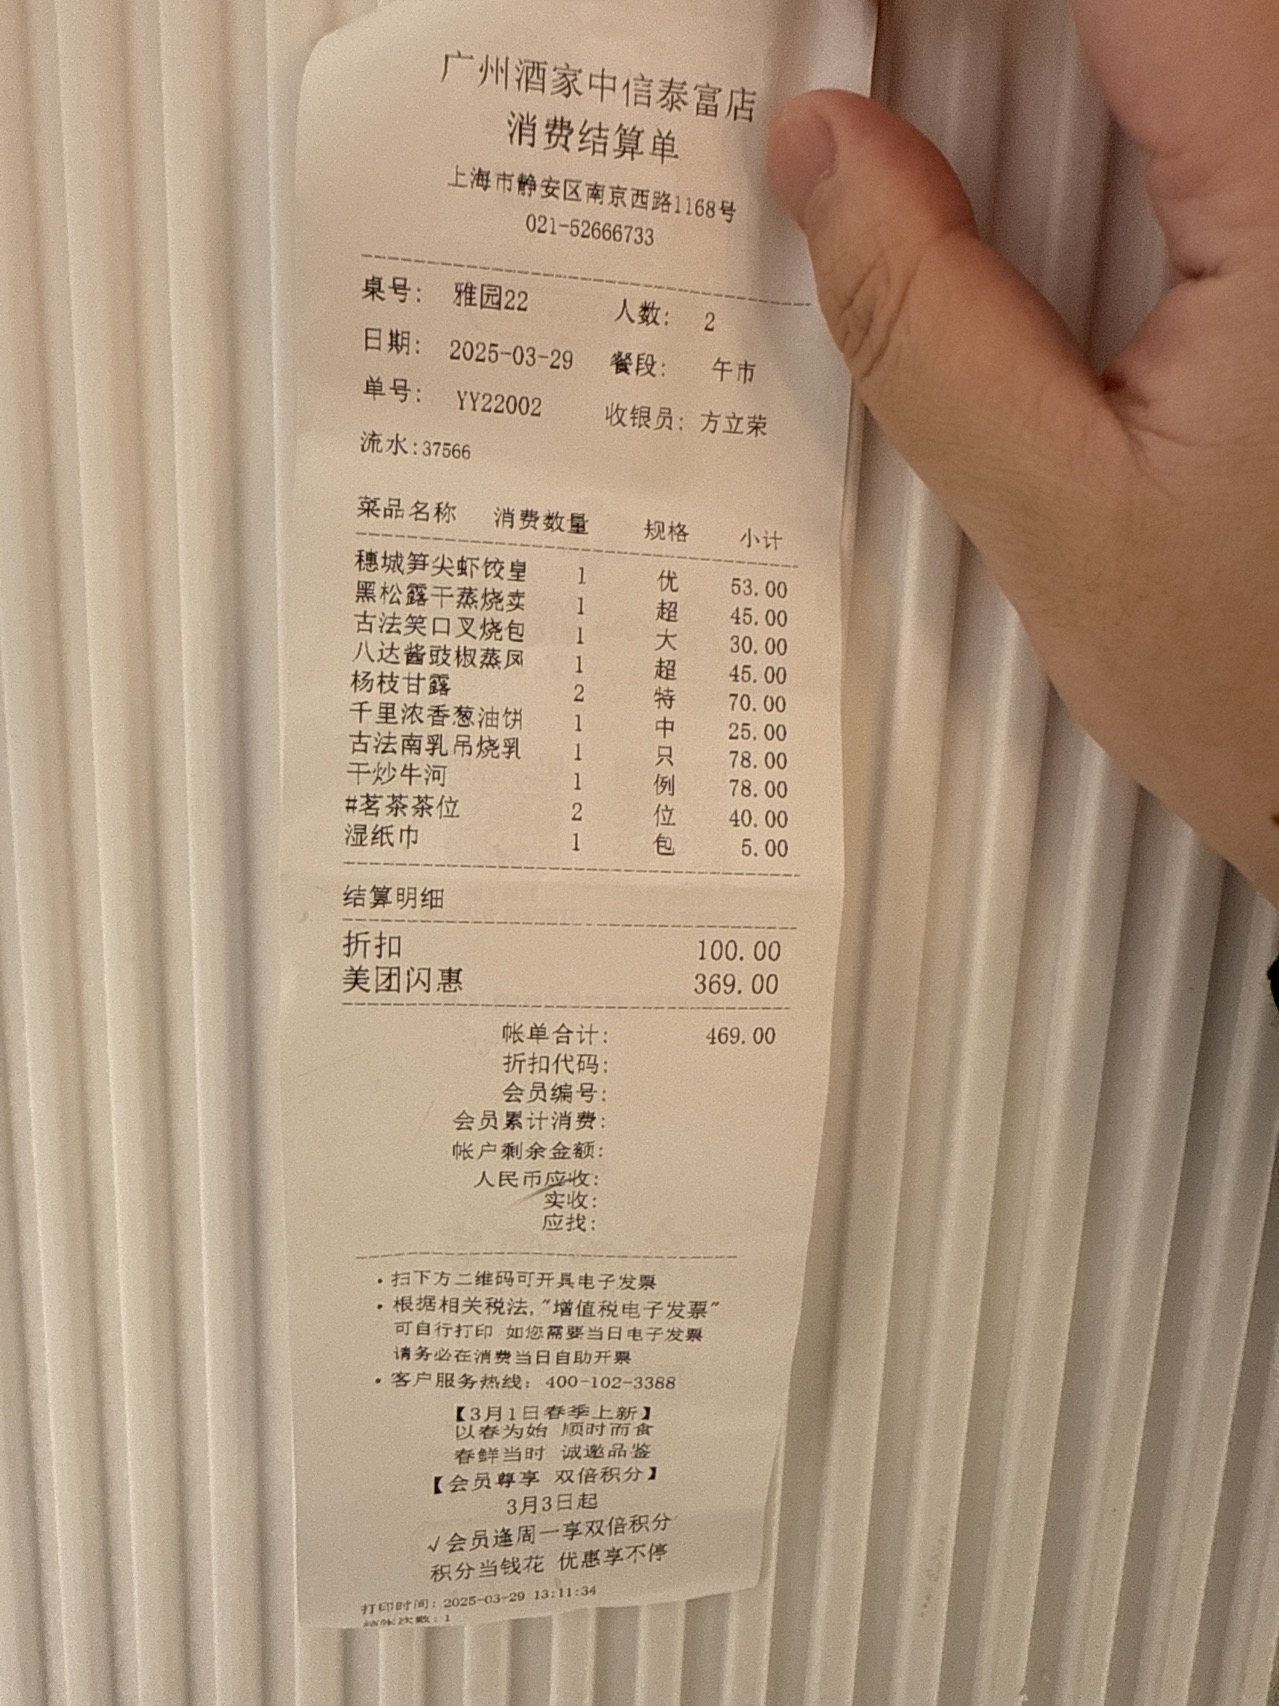 广州酒家中信泰富店
消费结算单
上海市静安区南京西路1168号
021-52666733
桌号: 雅园22 人数: 2
日期: 2025-03-29 餐段: 午市
单号: YY22002 收银员: 方立荣
流水:37566
菜品名称 消费数量 规格 小计
穗城笋尖虾饺皇 1 优 53.00
黑松露干蒸烧卖 1 超 45.00
古法笑口叉烧包 1 大 30.00
八达酱豉椒蒸凤 1 超 45.00
杨枝甘露 2 特 70.00
千里浓香葱油饼 1 中 25.00
古法南乳吊烧乳 1 只 78.00
干炒牛河 1 例 78.00
#茗茶茶位 2 位 40.00
湿纸巾 1 包 5.00
结算明细
折扣 100.00
美团闪惠 369.00
帐单合计: 469.00
折扣代码:
会员编号:
会员累计消费:
帐户剩余金额:
人民币应收:
实收:
应找:
• 扫下方二维码可开具电子发票
• 根据相关税法,"增值税电子发票"
可自行打印 如您需要当日电子发票
请务必在消费当日自助开票
• 客户服务热线: 400-102-3388
【3月1日春季上新】
以春为始 顺时而食
春鲜当时 诚邀品鉴
【会员尊享 双倍积分】
3月3日起
√会员逢周一享双倍积分
积分当钱花 优惠享不停
打印时间: 2025-03-29 13:11:34
结账次数: 1